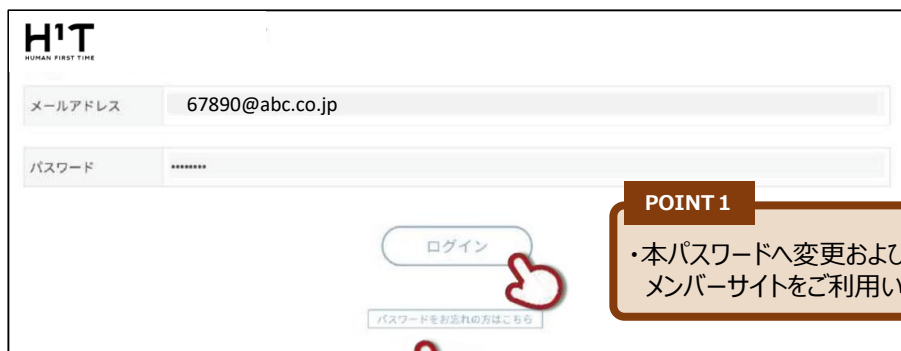 H¹T
HUMAN FIRST TIME
メールアドレス 67890@abc.co.jp
パスワード ••••••••
POINT 1
ログイン
・本パスワードへ変更および
メンバーサイトをご利用い
パスワードをお忘れの方はこちら